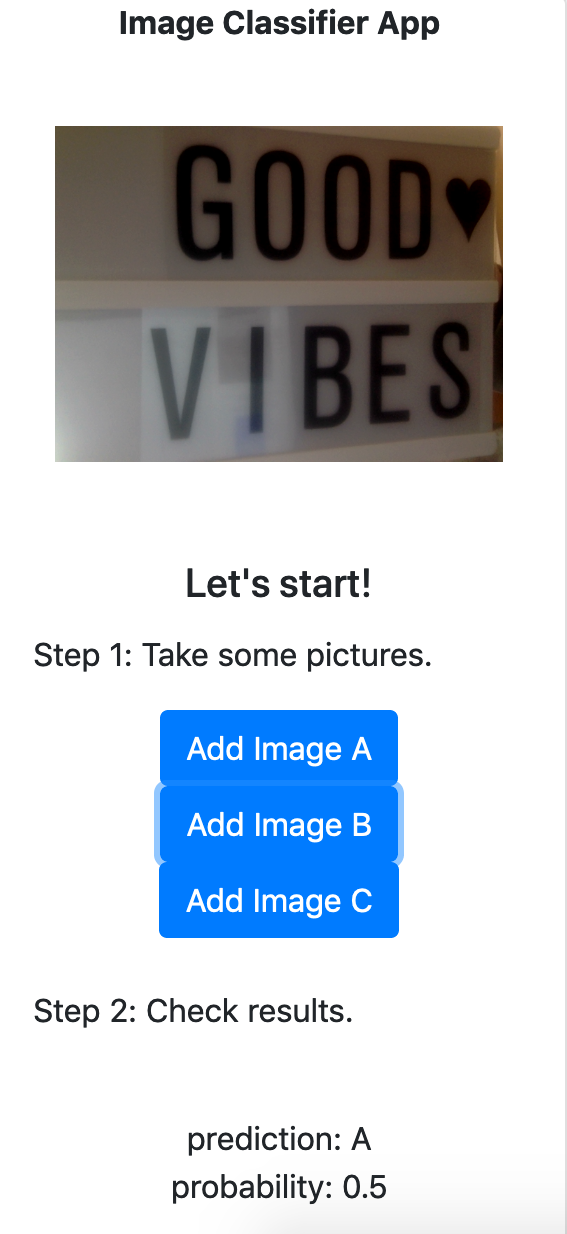 Image Classifier App
GOOD♥
VIBES
Let's start!
Step 1: Take some pictures.
Add Image A
Add Image B
Add Image C
Step 2: Check results.
prediction: A
probability: 0.5